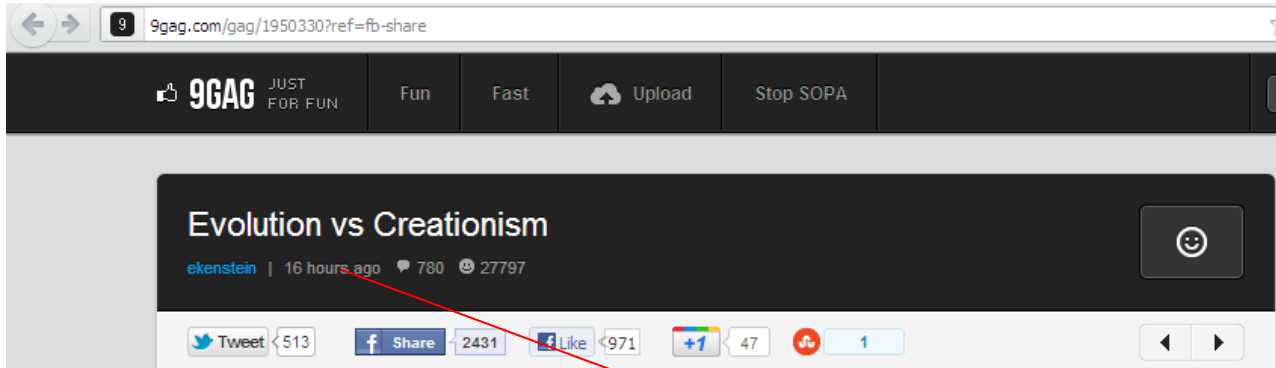 9 9gag.com/gag/1950330?ref=fb-share
9GAG JUST FOR FUN Fun Fast Upload Stop SOPA
Evolution vs Creationism
ekenstein | 16 hours ago 780 27797
Tweet 513 f Share 2431 f Like 971 +1 47 1